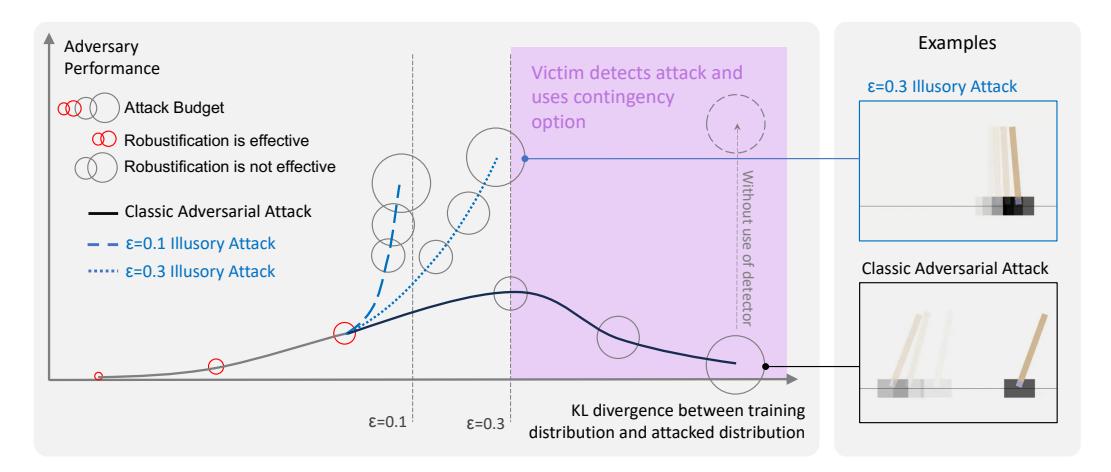 Adversary
Performance
Attack Budget
Robustification is effective
Robustification is not effective
Classic Adversarial Attack
ε=0.1 Illusory Attack
ε=0.3 Illusory Attack
Victim detects attack and
uses contingency
option
Without use of detector
ε=0.1
ε=0.3
KL divergence between training
distribution and attacked distribution
Examples
ε=0.3 Illusory Attack
Classic Adversarial Attack